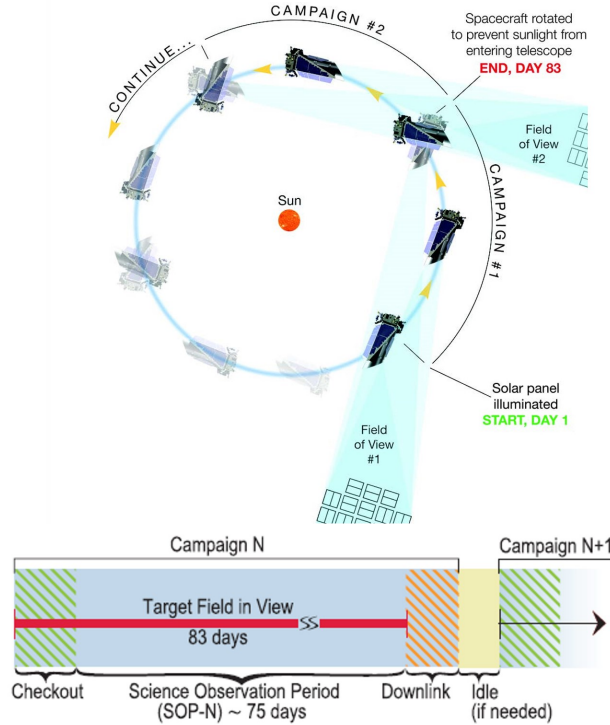 CAMPAIGN #2
Spacecraft rotated
to prevent sunlight from
entering telescope
END, DAY 83
CONTINUE...
Field
of View
#2
CAMPAIGN #1
Sun
Solar panel
illuminated
START, DAY 1
Field of
View
#1
Campaign N
Campaign N+1
Target Field in View
83 days
Checkout
Science Observation Period
(SOP-N) ~ 75 days
Downlink
Idle
(if needed)